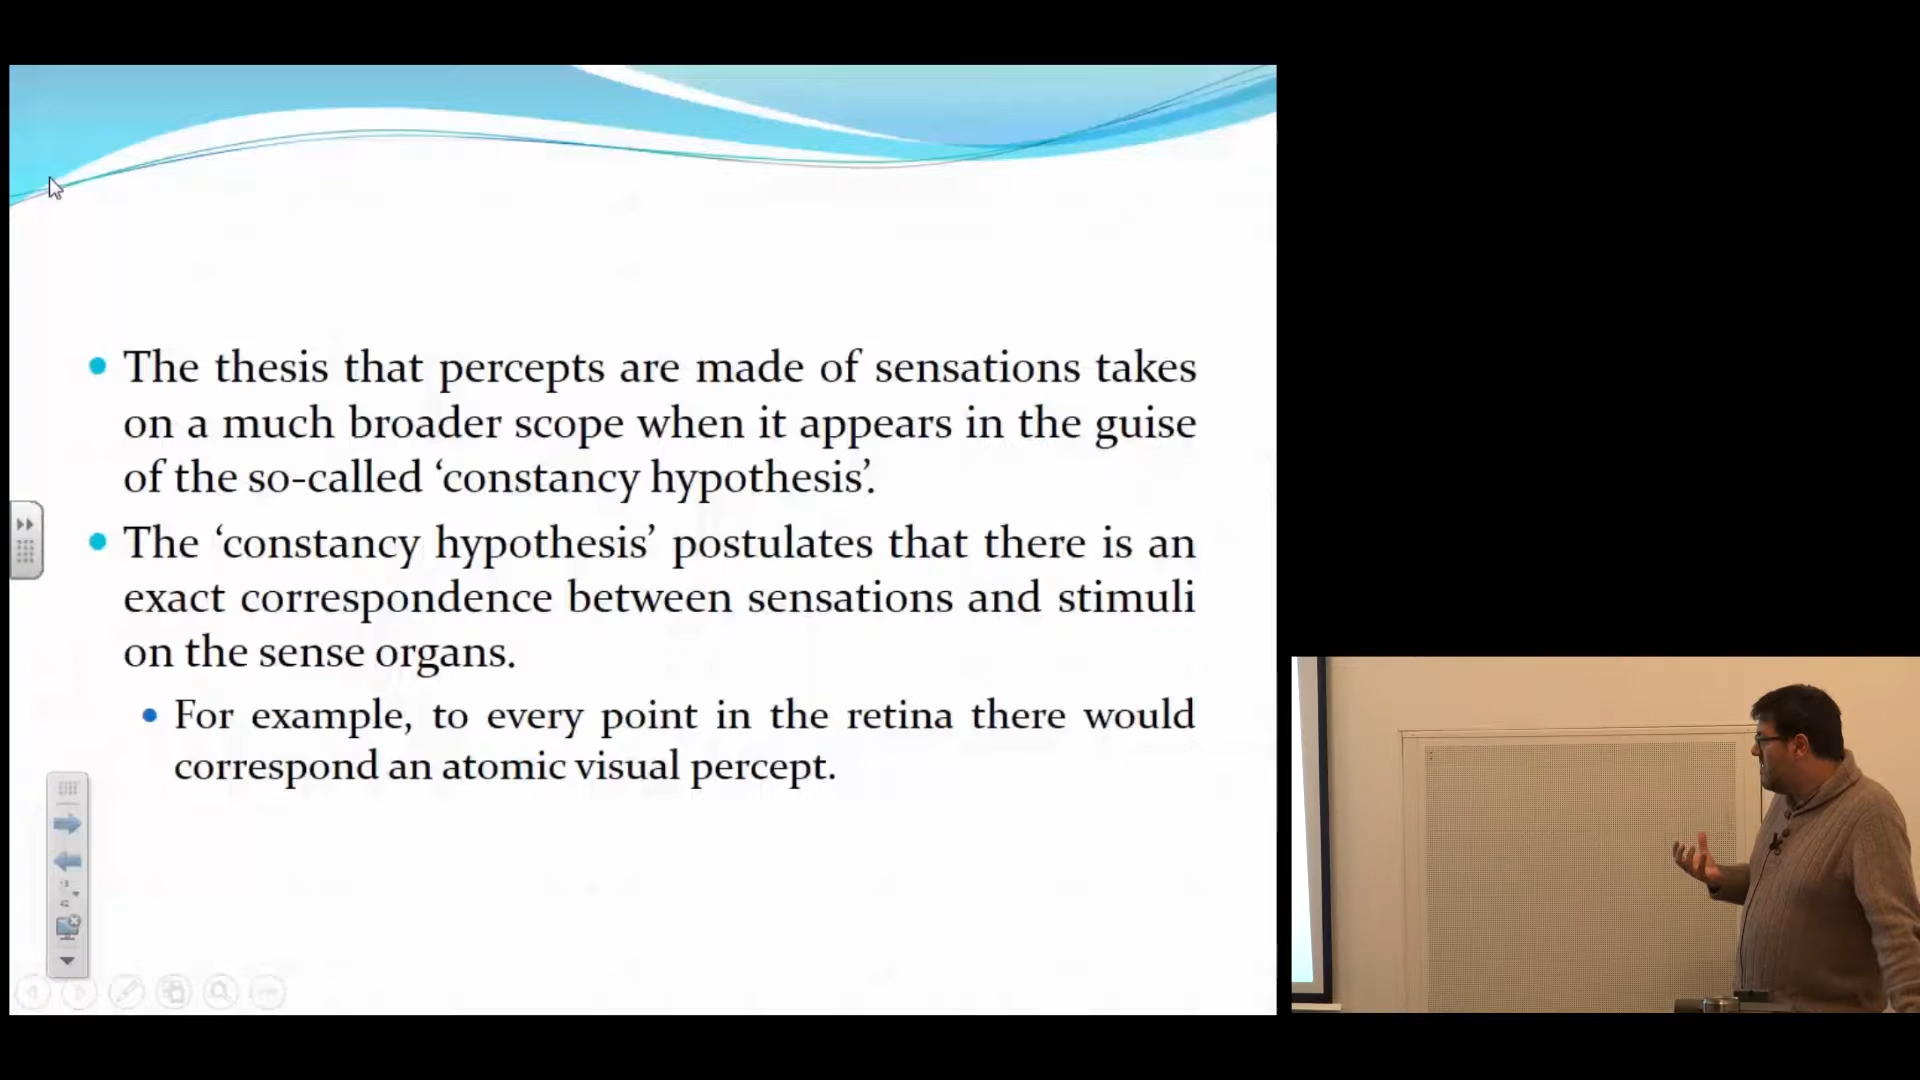 The thesis that percepts are made of sensations takes
on a much broader scope when it appears in the guise
of the so-called ‘constancy hypothesis’.
The ‘constancy hypothesis’ postulates that there is an
exact correspondence between sensations and stimuli
on the sense organs.
For example, to every point in the retina there would
correspond an atomic visual percept.